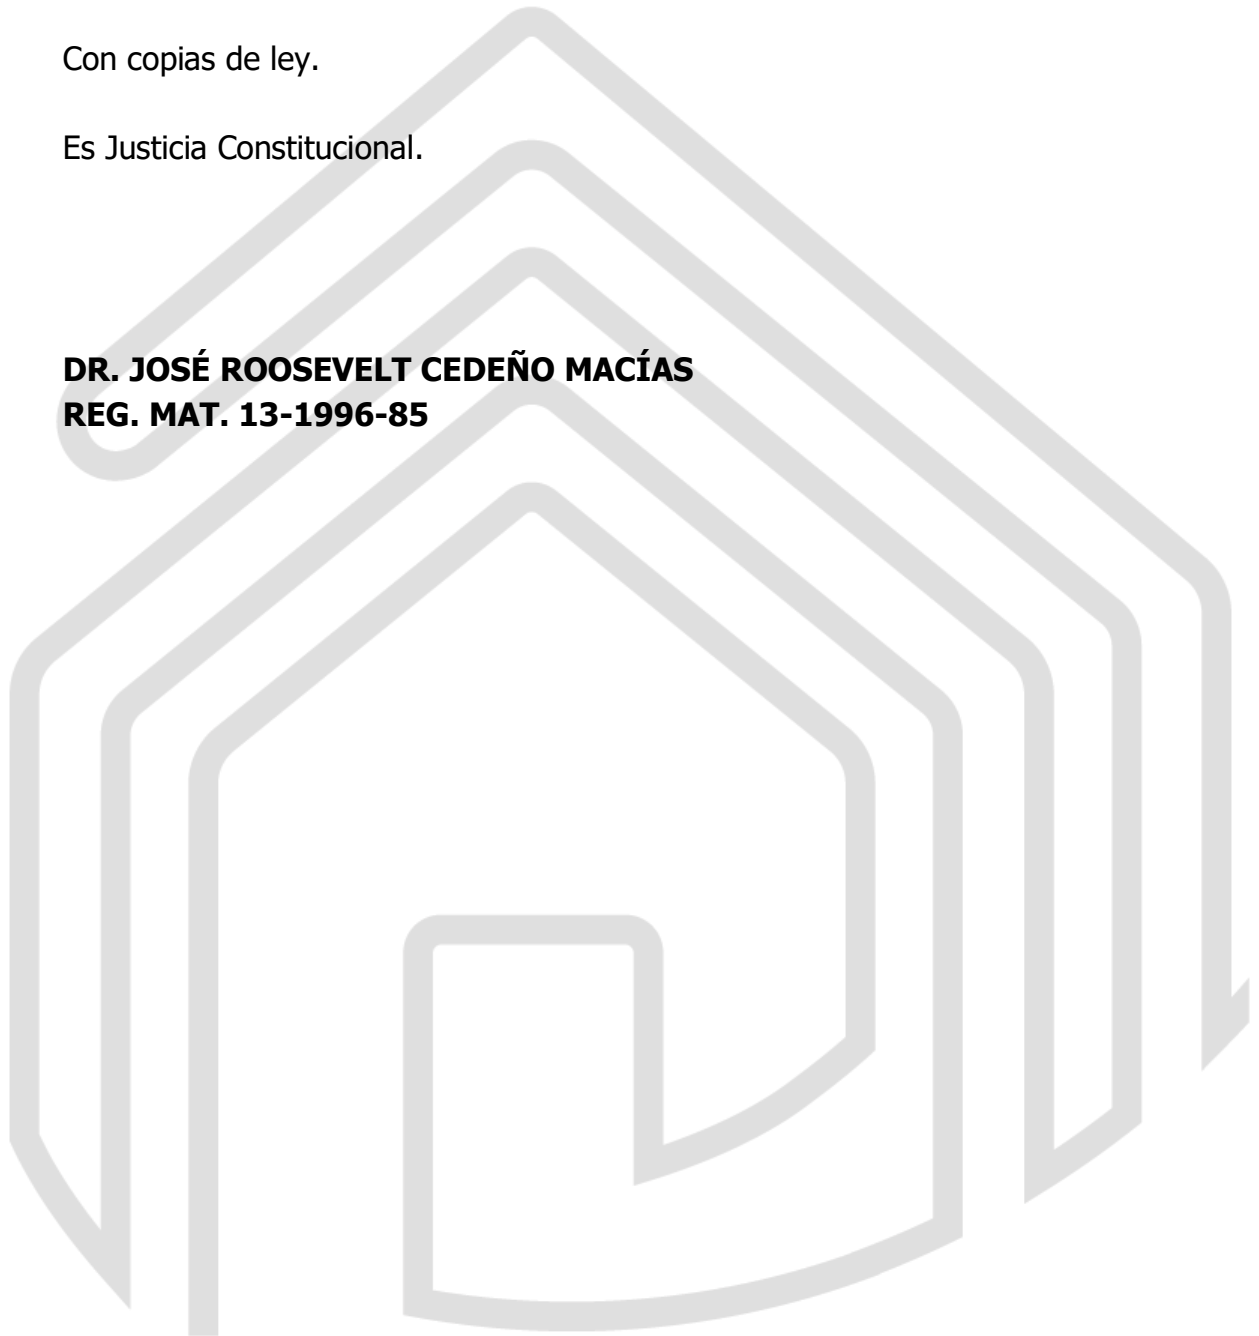 Con copias de ley.
Es Justicia Constitucional.
DR. JOSÉ ROOSEVELT CEDEÑO MACÍAS
REG. MAT. 13-1996-85